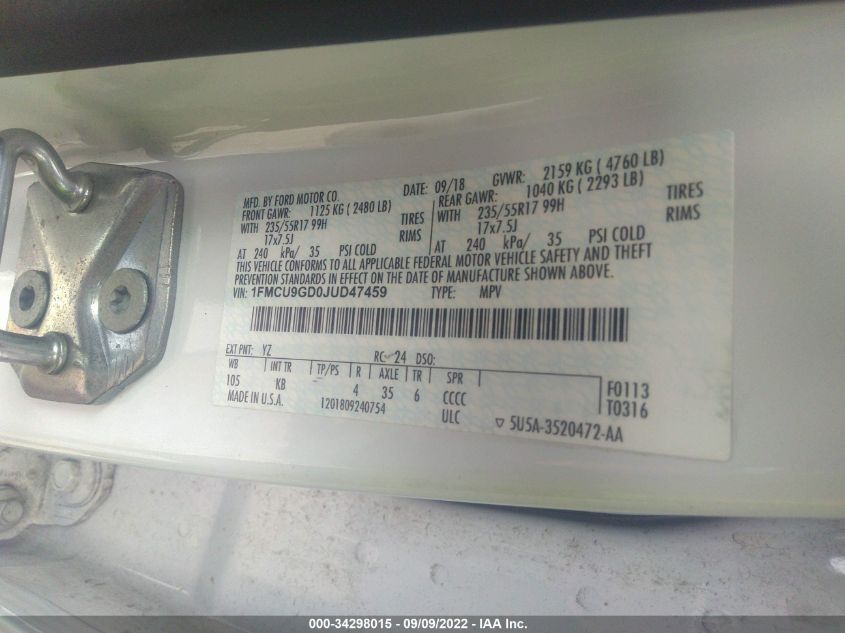 MFD. BY FORD MOTOR CO.
DATE: 09/18 GVWR: 2159 KG ( 4760 LB)
FRONT GAWR: 1125 KG ( 2480 LB)
REAR GAWR: 1040 KG ( 2293 LB)
WITH 235/55R17 99H TIRES
WITH 235/55R17 99H TIRES
17x7.5J RIMS
17x7.5J RIMS
AT 240 kPa/ 35 PSI COLD
AT 240 kPa/ 35 PSI COLD
THIS VEHICLE CONFORMS TO ALL APPLICABLE FEDERAL MOTOR VEHICLE SAFETY AND THEFT
PREVENTION STANDARDS IN EFFECT ON THE DATE OF MANUFACTURE SHOWN ABOVE.
VIN: 1FMCU9GD0JUD47459 TYPE: MPV
EXT PNT: YZ RC: 24 DSO:
WB INT TR TP/PS R AXLE TR SPR
105 KB 4 35 6 CCCC
MADE IN U.S.A. 1201809240754 ULC
F0113
T0316
▽ 5U5A-3520472-AA
000-34298015 - 09/09/2022 - IAA Inc.